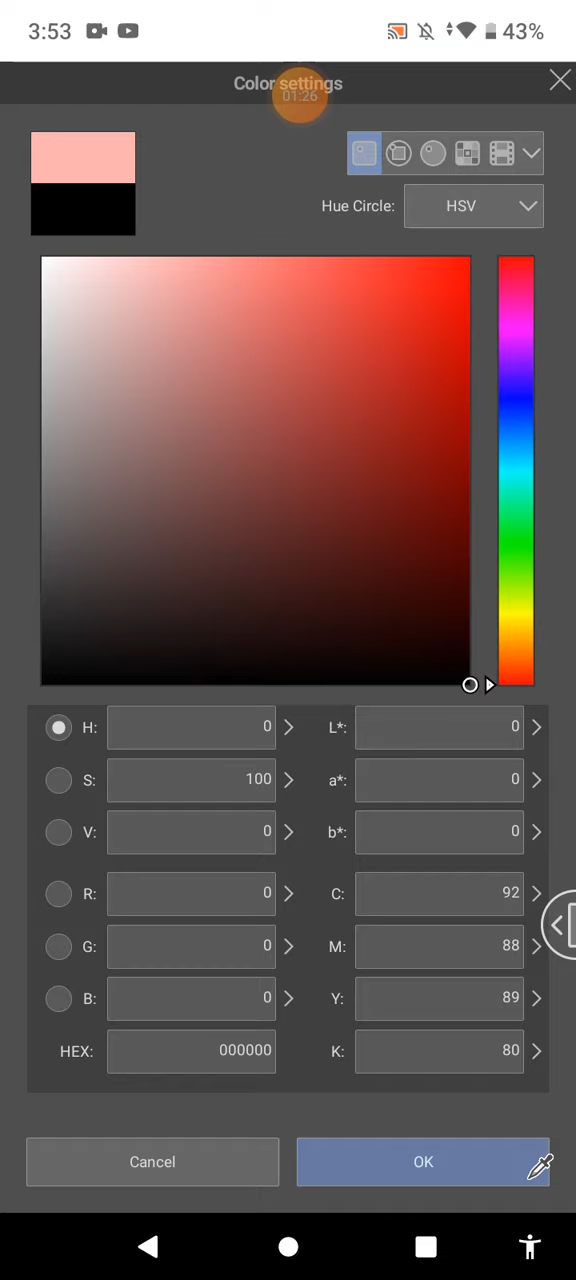 3:53
43%
Color settings
01:26
Hue Circle: HSV
H: 0 L*: 0
S: 100 a*: 0
V: 0 b*: 0
R: 0 C: 92
G: 0 M: 88
B: 0 Y: 89
HEX: 000000 K: 80
Cancel OK